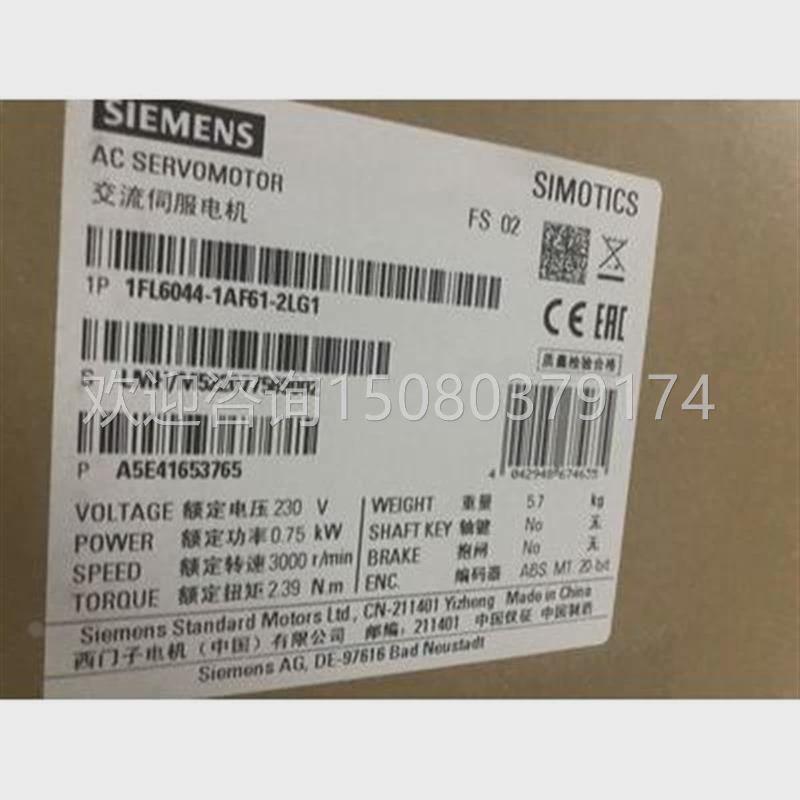 SIEMENS
AC SERVOMOTOR
SIMOTICS
交流伺服电机
FS 02
1P 1FL6044-1AF61-2LG1
CE EAC
质量检验合格
S
欢迎咨询15080379174
P A5E41653765
VOLTAGE 额定电压 230 V
POWER 额定功率 0.75 kW
SPEED 额定转速 3000 r/min
TORQUE 额定扭矩 2.39 N m
WEIGHT 重量 5.7 kg
SHAFT KEY 轴键 No 无
BRAKE 抱闸 No 无
ENC. 编码器 ABS. MT. 20-bit
Siemens Standard Motors Ltd., CN-211401 Yizheng Made in China
西门子电机（中国）有限公司 邮编：211401 中国仪征 中国制造
Siemens AG, DE-97616 Bad Neustadt